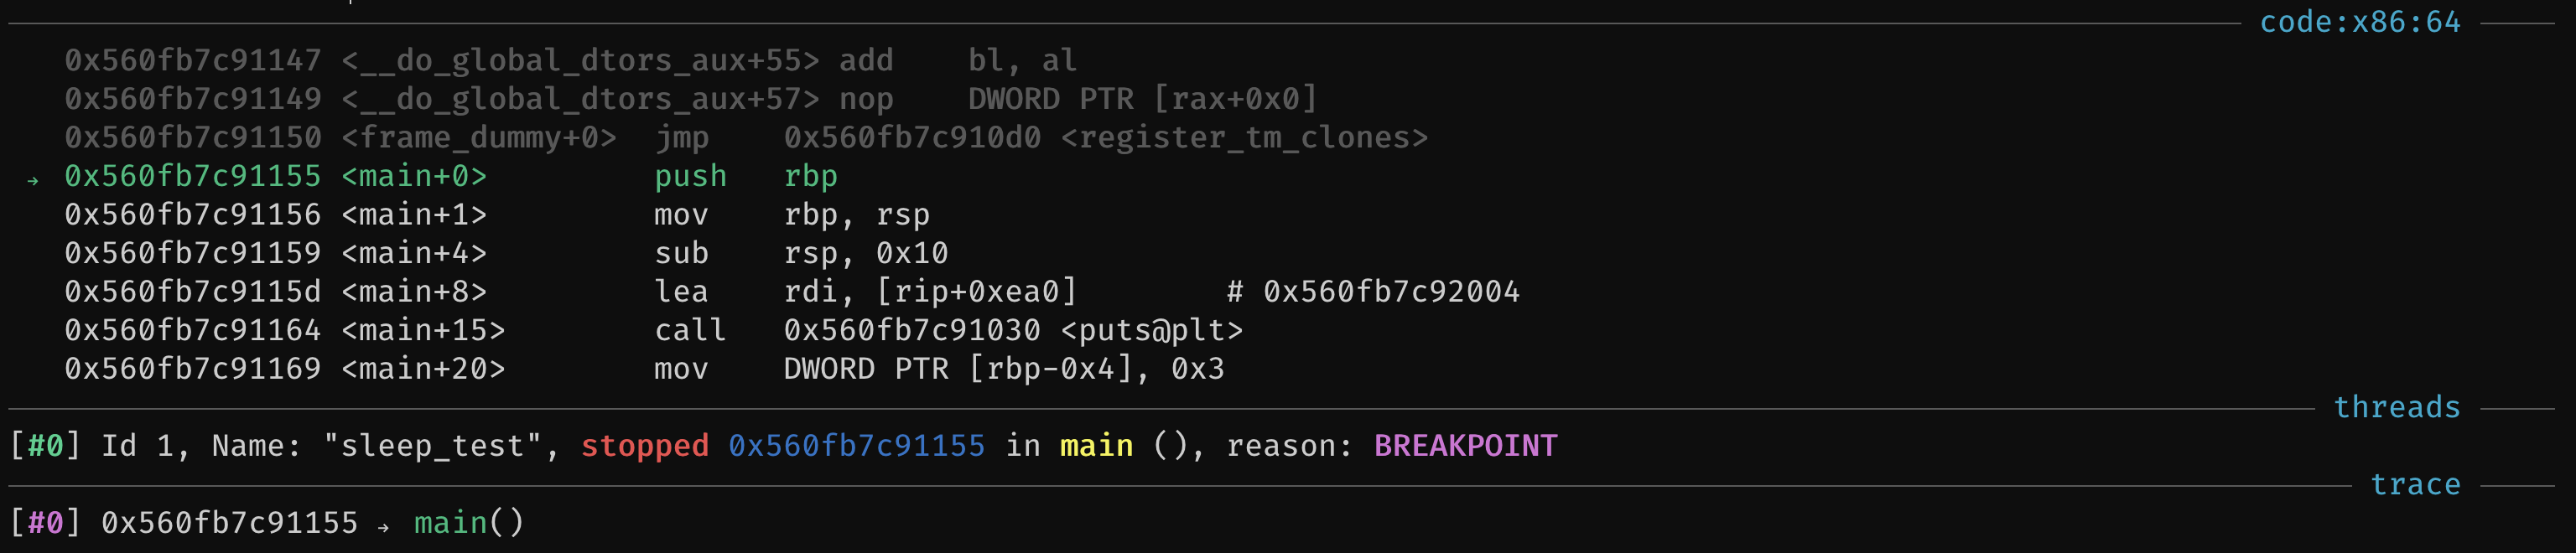 code:x86:64
0x560fb7c91147 <__do_global_dtors_aux+55> add    bl, al
0x560fb7c91149 <__do_global_dtors_aux+57> nop    DWORD PTR [rax+0x0]
0x560fb7c91150 <frame_dummy+0>  jmp    0x560fb7c910d0 <register_tm_clones>
→ 0x560fb7c91155 <main+0>         push   rbp
0x560fb7c91156 <main+1>         mov    rbp, rsp
0x560fb7c91159 <main+4>         sub    rsp, 0x10
0x560fb7c9115d <main+8>         lea    rdi, [rip+0xea0]        # 0x560fb7c92004
0x560fb7c91164 <main+15>        call   0x560fb7c91030 <puts@plt>
0x560fb7c91169 <main+20>        mov    DWORD PTR [rbp-0x4], 0x3
threads
[#0] Id 1, Name: "sleep_test", stopped 0x560fb7c91155 in main (), reason: BREAKPOINT
trace
[#0] 0x560fb7c91155 → main()